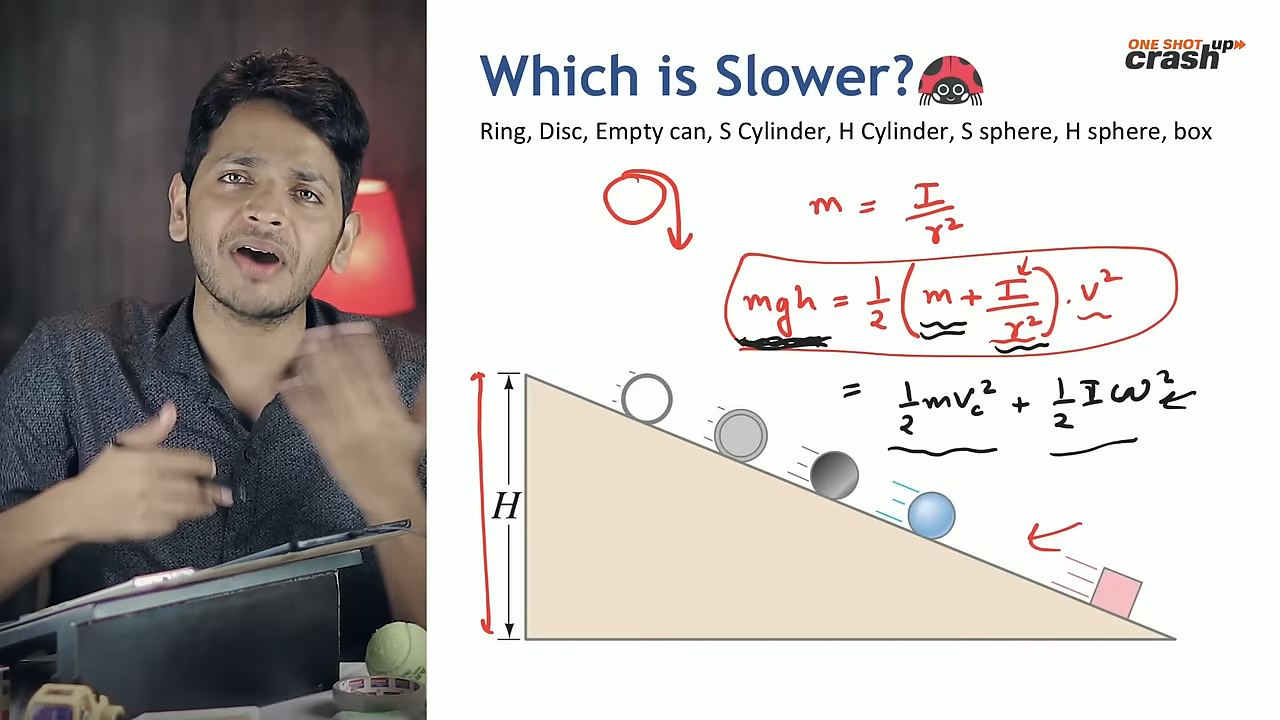 ONE SHOT
crash up
Which is Slower?
Ring, Disc, Empty can, S Cylinder, H Cylinder, S sphere, H sphere, box
m = I/r²
mgh = 1/2 (m + I/r²) · v²
= 1/2 mv_c² + 1/2 Iω²
H